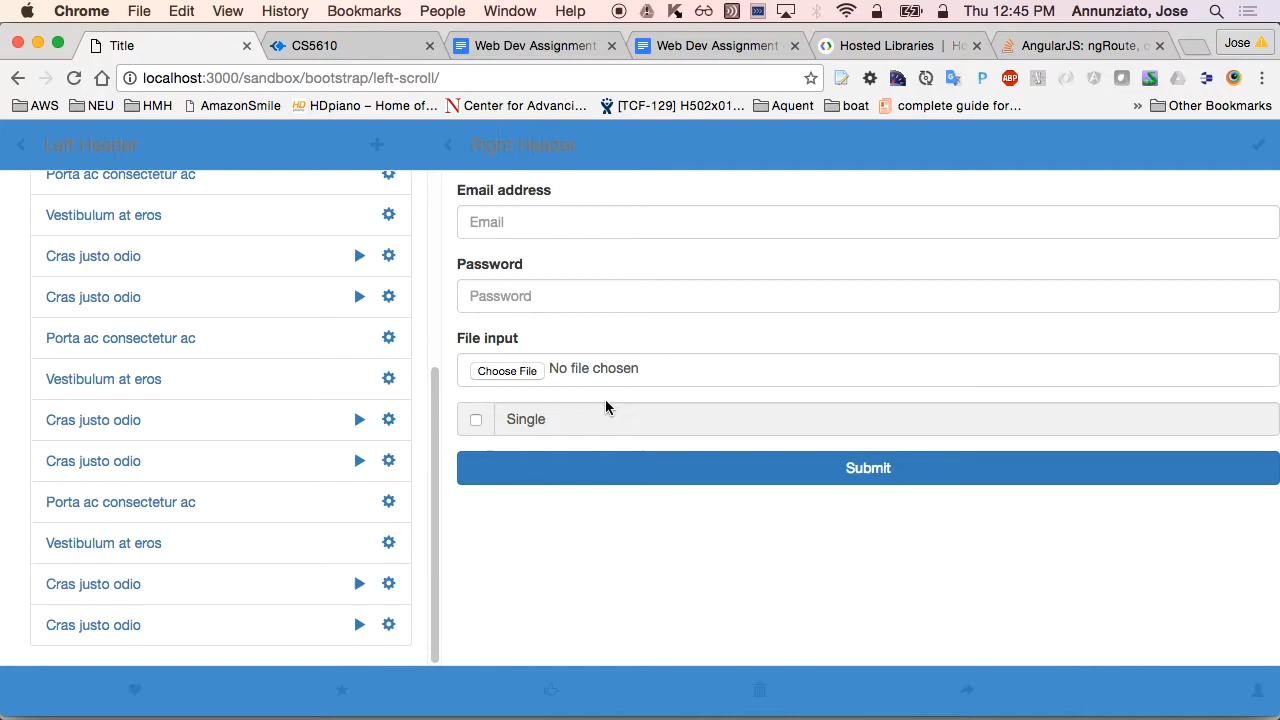 Chrome File Edit View History Bookmarks People Window Help Thu 12:45 PM Annunziato, Jose
Title CS5610 Web Dev Assignment Web Dev Assignment Hosted Libraries | Ho AngularJS: ngRoute, c Jose
localhost:3000/sandbox/bootstrap/left-scroll/
AWS NEU HMH AmazonSmile HDpiano – Home of... Center for Advanci... [TCF-129] H502x01... Aquent boat complete guide for... » Other Bookmarks
Left Header Right Header
Porta ac consectetur ac
Vestibulum at eros
Cras justo odio
Cras justo odio
Porta ac consectetur ac
Vestibulum at eros
Cras justo odio
Cras justo odio
Porta ac consectetur ac
Vestibulum at eros
Cras justo odio
Cras justo odio
Email address
Email
Password
Password
File input
Choose File No file chosen
Single
Submit